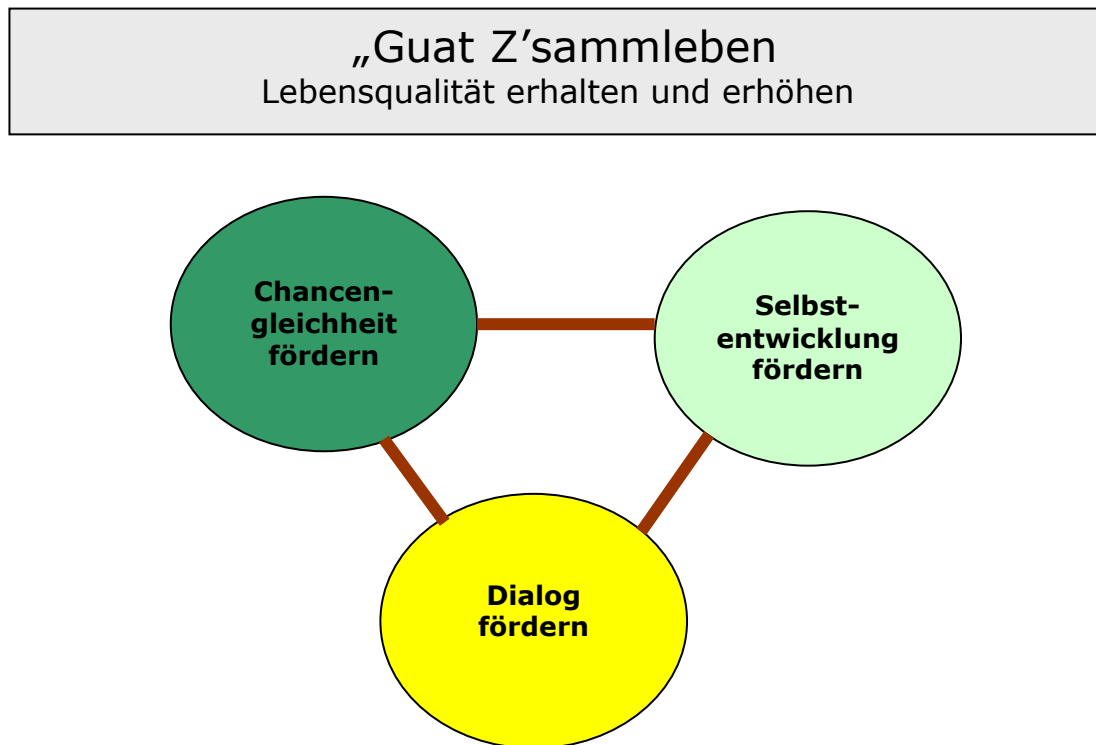 „Guat Z’sammleben
Lebensqualität erhalten und erhöhen
Chancen-
gleichheit
fördern
Selbst-
entwicklung
fördern
Dialog
fördern